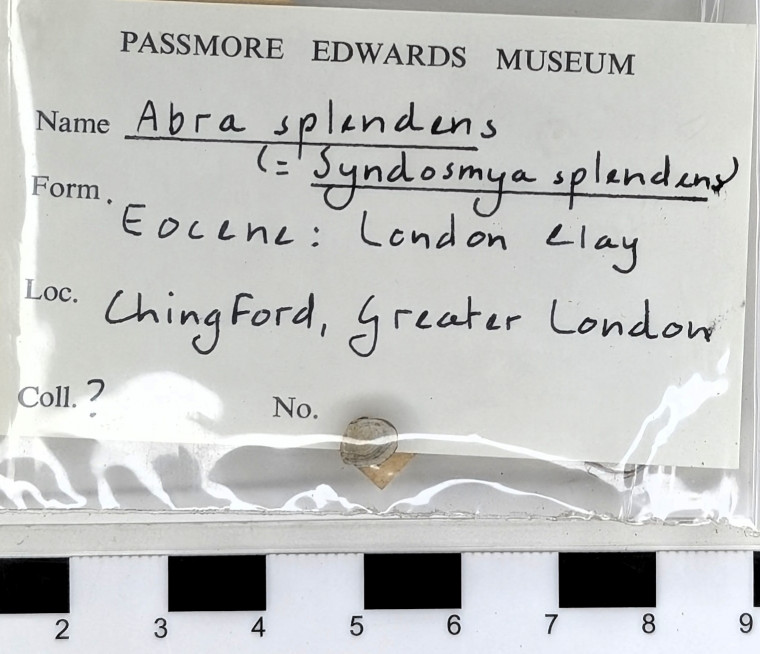 PASSMORE EDWARDS MUSEUM
Name Abra splendens
(= Syndosmya splendens)
Form. Eocene: London Clay
Loc. Chingford, Greater London
Coll. ? No.
2 3 4 5 6 7 8 9